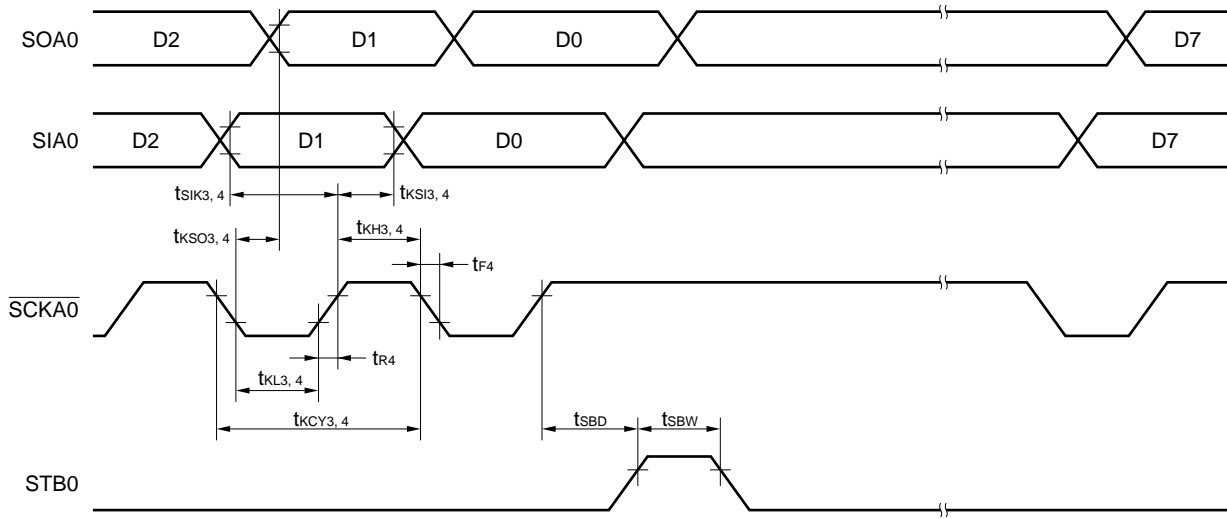 SOA0 D2 D1 D0 D7
SIA0 D2 D1 D0 D7
tSIK3, 4 tKSI3, 4
tKSO3, 4 tKH3, 4
tF4
SCKA0
tR4
tKL3, 4
tKCY3, 4 tSBD tSBW
STB0